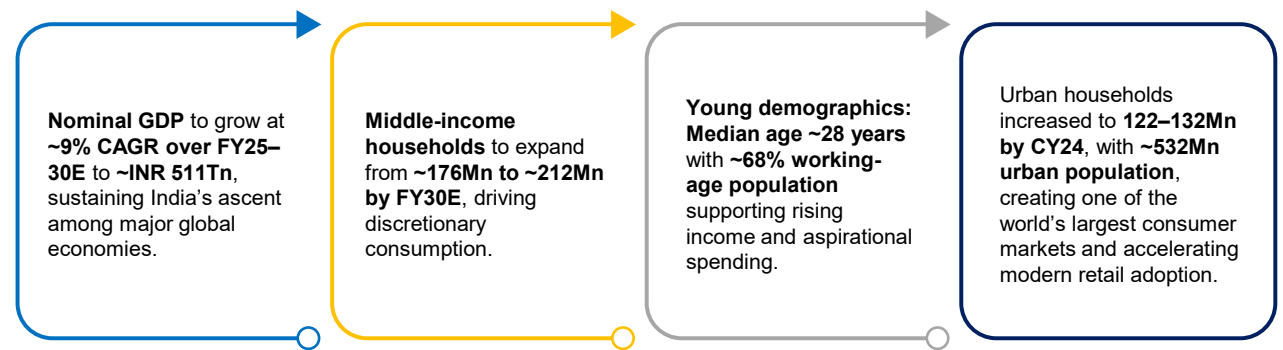 Nominal GDP to grow at
~9% CAGR over FY25–
30E to ~INR 511Tn,
sustaining India’s ascent
among major global
economies.
Middle-income
households to expand
from ~176Mn to ~212Mn
by FY30E, driving
discretionary
consumption.
Young demographics:
Median age ~28 years
with ~68% working-
age population
supporting rising
income and aspirational
spending.
Urban households
increased to 122–132Mn
by CY24, with ~532Mn
urban population,
creating one of the
world’s largest consumer
markets and accelerating
modern retail adoption.